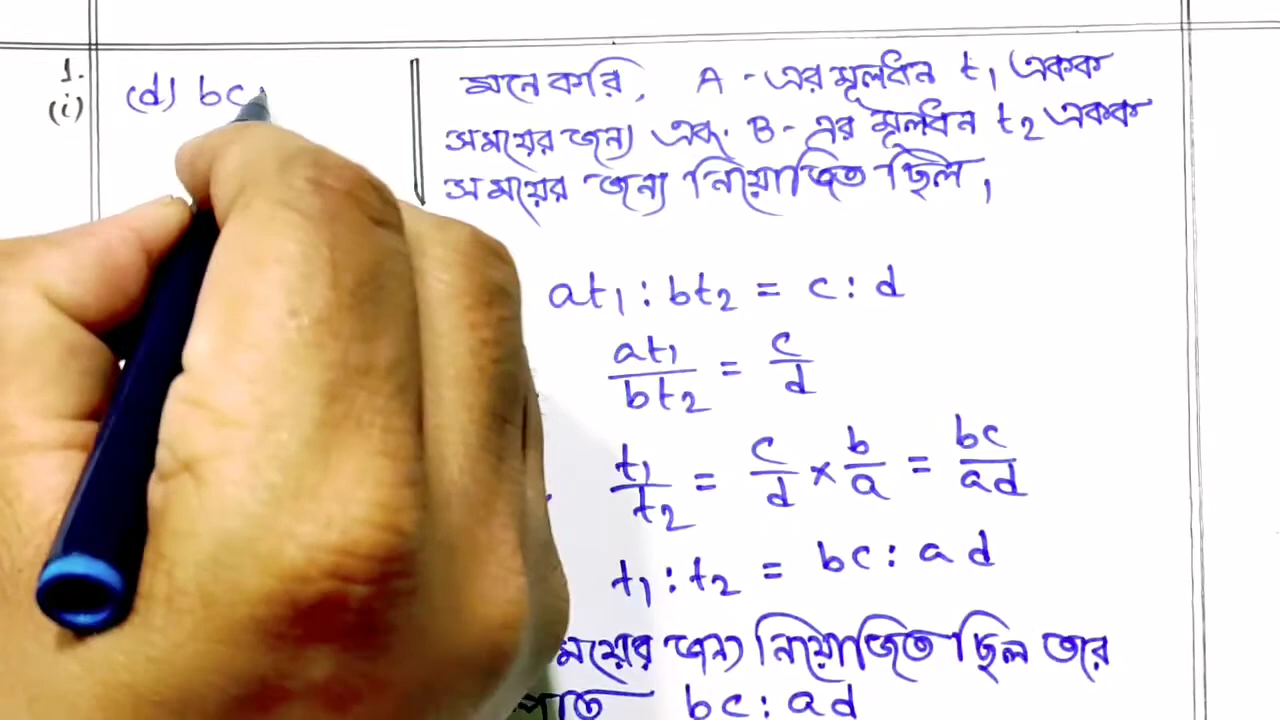 1.
(i) (d) bc
মনে করি, A - এর মূলধন t₁ একক
সময়ের জন্য এবং B - এর মূলধন t₂ একক
সময়ের জন্য নিয়োজিত ছিল,
at₁ : bt₂ = c : d
at₁/bt₂ = c/d
t₁/t₂ = c/d × b/a = bc/ad
t₁ : t₂ = bc : ad
ময়ের জন্য নিয়োজিত ছিল তার
পাত bc : ad